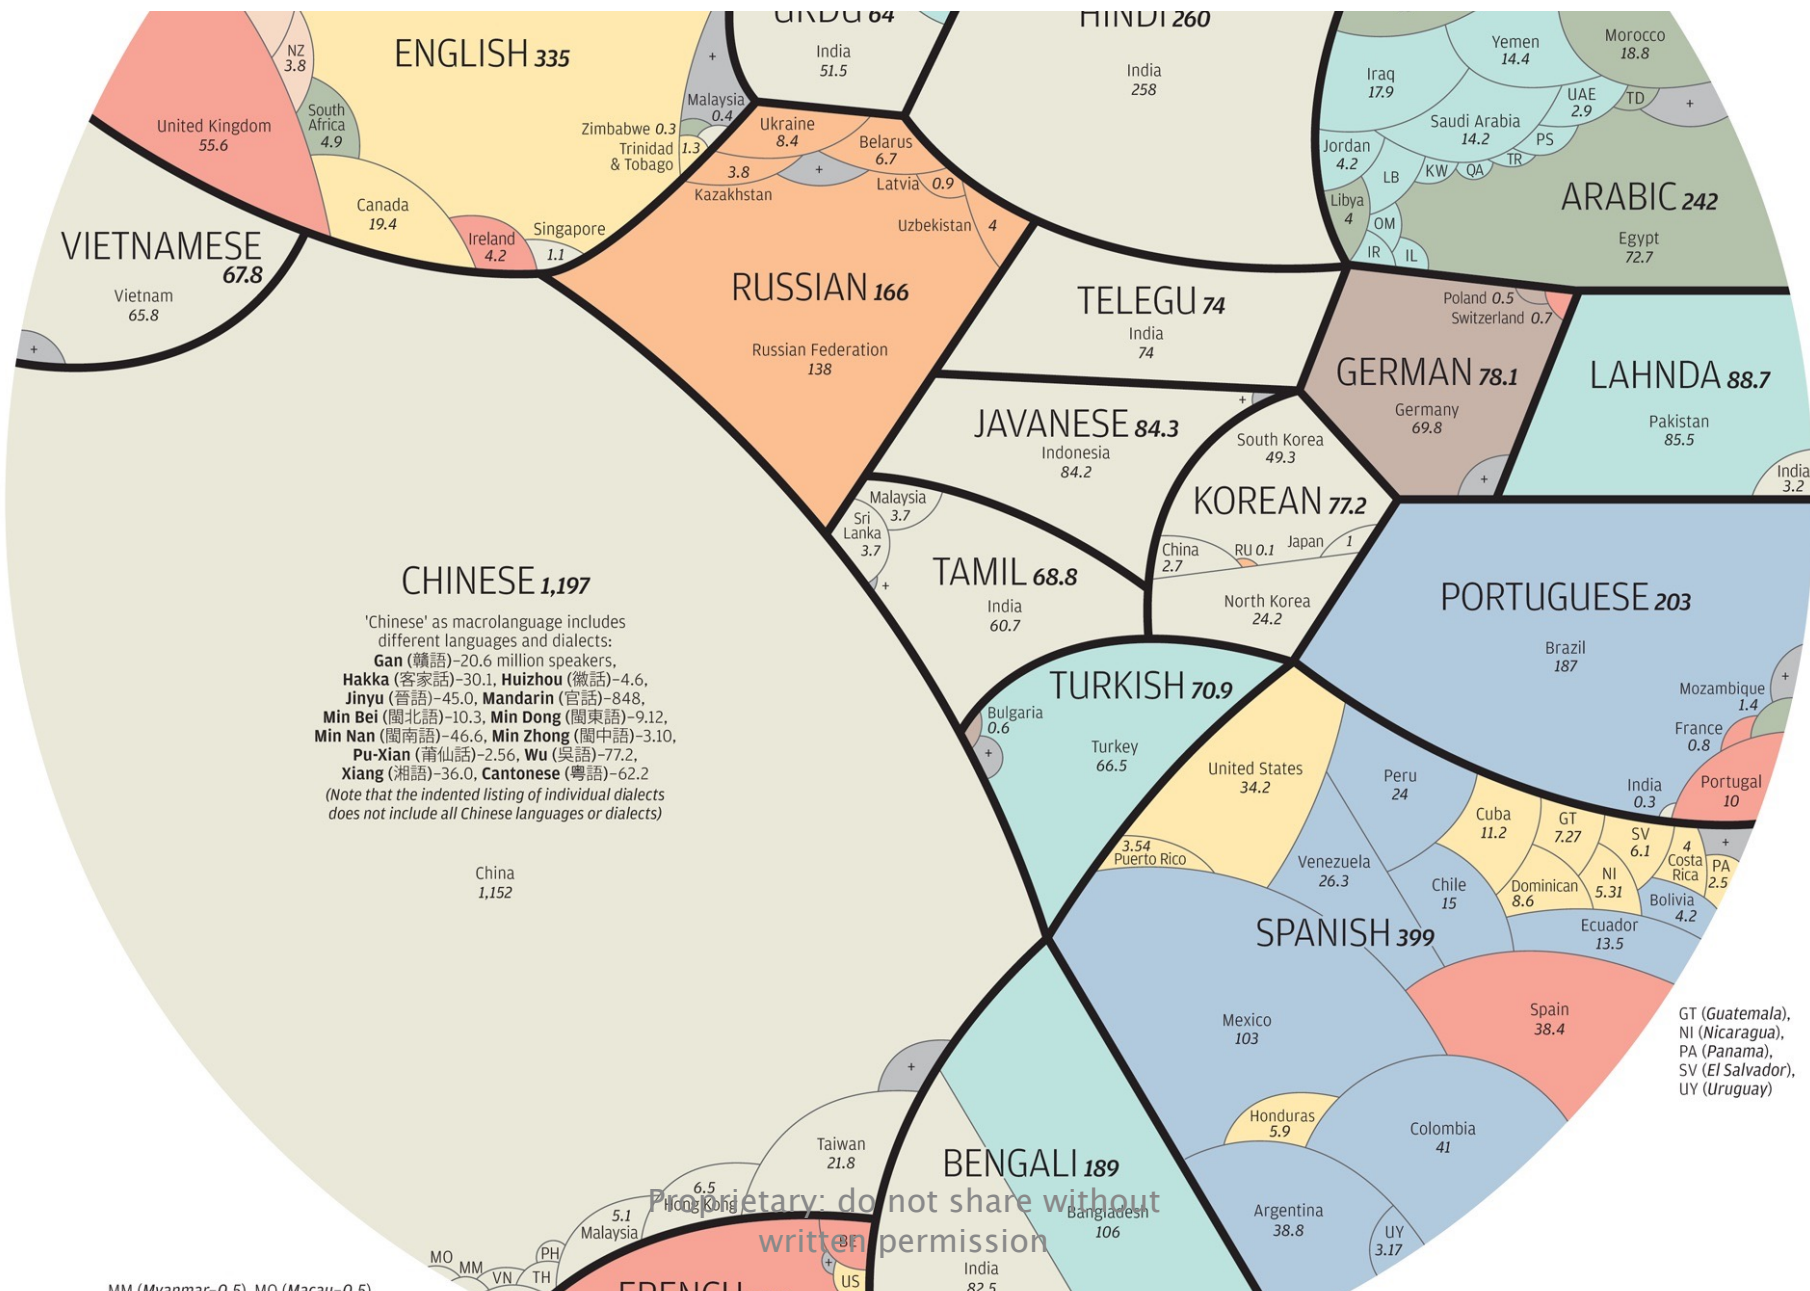 URDU 64
India
51.5
HINDI 260
India
258
NZ
3.8
ENGLISH 335
United Kingdom
55.6
South
Africa
4.9
Canada
19.4
Ireland
4.2
Singapore
1.1
+
Malaysia
0.4
Zimbabwe 0.3
Trinidad
& Tobago
1.3
Iraq
17.9
Yemen
14.4
Morocco
18.8
UAE
2.9
TD
+
Saudi Arabia
14.2
PS
Jordan
4.2
LB
KW
QA
TR
Libya
4
OM
IR
IL
ARABIC 242
Egypt
72.7
Ukraine
8.4
Belarus
6.7
3.8
Kazakhstan
+
Latvia 0.9
Uzbekistan 4
RUSSIAN 166
Russian Federation
138
VIETNAMESE
67.8
Vietnam
65.8
+
TELEGU 74
India
74
Poland 0.5
Switzerland 0.7
GERMAN 78.1
Germany
69.8
+
LAHNDA 88.7
Pakistan
85.5
India
3.2
+
JAVANESE 84.3
Indonesia
84.2
South Korea
49.3
KOREAN 77.2
China
2.7
RU 0.1
Japan 1
North Korea
24.2
Malaysia
3.7
Sri
Lanka
3.7
+
TAMIL 68.8
India
60.7
CHINESE 1,197
'Chinese' as macrolanguage includes
different languages and dialects:
Gan (贛語)–20.6 million speakers,
Hakka (客家話)–30.1, Huizhou (徽話)–4.6,
Jinyu (晉語)–45.0, Mandarin (官話)–848,
Min Bei (閩北語)–10.3, Min Dong (閩東語)–9.12,
Min Nan (閩南語)–46.6, Min Zhong (閩中語)–3.10,
Pu-Xian (莆仙話)–2.56, Wu (吳語)–77.2,
Xiang (湘語)–36.0, Cantonese (粵語)–62.2
(Note that the indented listing of individual dialects
does not include all Chinese languages or dialects)
China
1,152
TURKISH 70.9
Bulgaria
0.6
+
Turkey
66.5
PORTUGUESE 203
Brazil
187
+
Mozambique
1.4
France
0.8
India
0.3
Portugal
10
United States
34.2
3.54
Puerto Rico
Peru
24
Venezuela
26.3
Chile
15
Cuba
11.2
GT
7.27
SV
6.1
4
Costa
Rica
+
PA
2.5
Dominican
8.6
NI
5.31
Bolivia
4.2
Ecuador
13.5
SPANISH 399
Mexico
103
Spain
38.4
Honduras
5.9
Colombia
41
Argentina
38.8
UY
3.17
GT (Guatemala),
NI (Nicaragua),
PA (Panama),
SV (El Salvador),
UY (Uruguay)
+
Taiwan
21.8
6.5
Hong Kong
5.1
Malaysia
PH
MO
MM
VN
TH
BENGALI 189
Bangladesh
106
India
82.5
Proprietary: do not share without
written permission
BE
+
US
FRENCH
MM (Myanmar–0.5), MO (Macau–0.5)